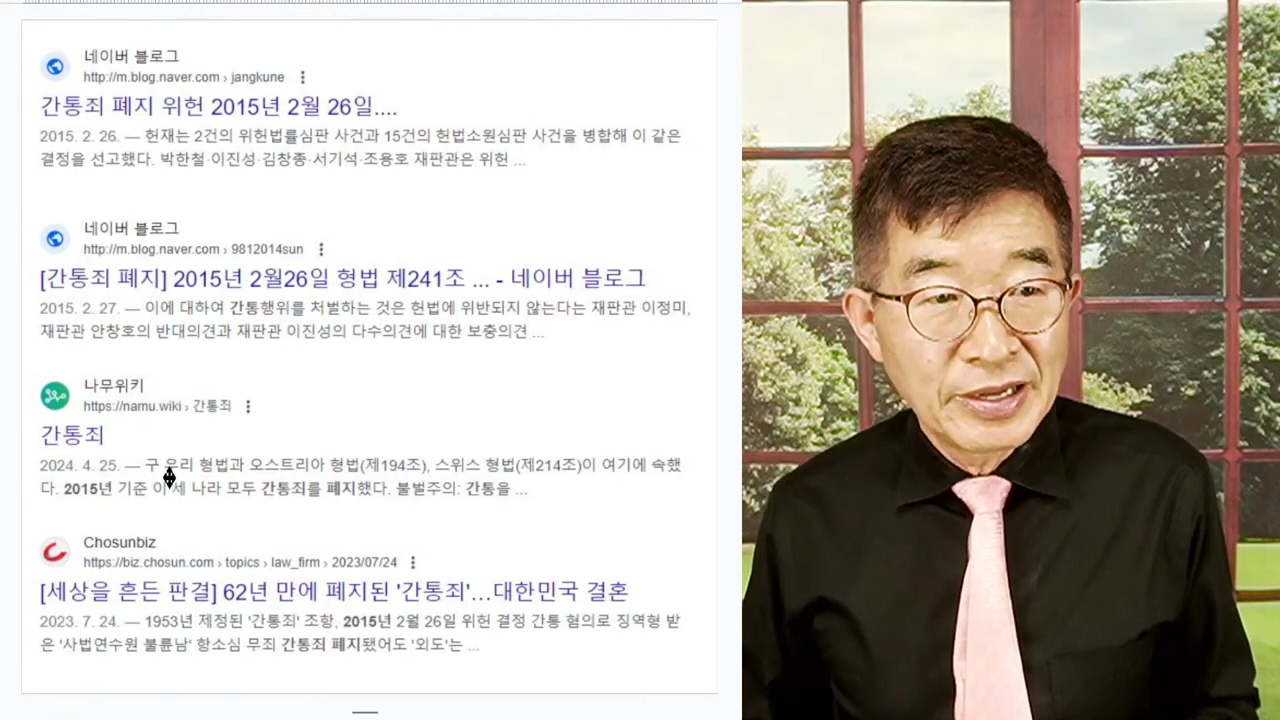 네이버 블로그
http://m.blog.naver.com › jangkune
간통죄 폐지 위헌 2015년 2월 26일....
2015. 2. 26. — 헌재는 2건의 위헌법률심판 사건과 15건의 헌법소원심판 사건을 병합해 이 같은
결정을 선고했다. 박한철·이진성·김창종·서기석·조용호 재판관은 위헌 ...
네이버 블로그
http://m.blog.naver.com › 9812014sun
[간통죄 폐지] 2015년 2월26일 형법 제241조 ... - 네이버 블로그
2015. 2. 27. — 이에 대하여 간통행위를 처벌하는 것은 헌법에 위반되지 않는다는 재판관 이정미,
재판관 안창호의 반대의견과 재판관 이진성의 다수의견에 대한 보충의견 ...
나무위키
https://namu.wiki › 간통죄
간통죄
2024. 4. 25. — 구 우리 형법과 오스트리아 형법(제194조), 스위스 형법(제214조)이 여기에 속했
다. 2015년 기준 이 세 나라 모두 간통죄를 폐지했다. 불벌주의: 간통을 ...
Chosunbiz
https://biz.chosun.com › topics › law_firm › 2023/07/24
[세상을 흔든 판결] 62년 만에 폐지된 '간통죄'…대한민국 결혼
2023. 7. 24. — 1953년 제정된 '간통죄' 조항, 2015년 2월 26일 위헌 결정 간통 혐의로 징역형 받
은 '사법연수원 불륜남' 항소심 무죄 간통죄 폐지됐어도 '외도'는 ...